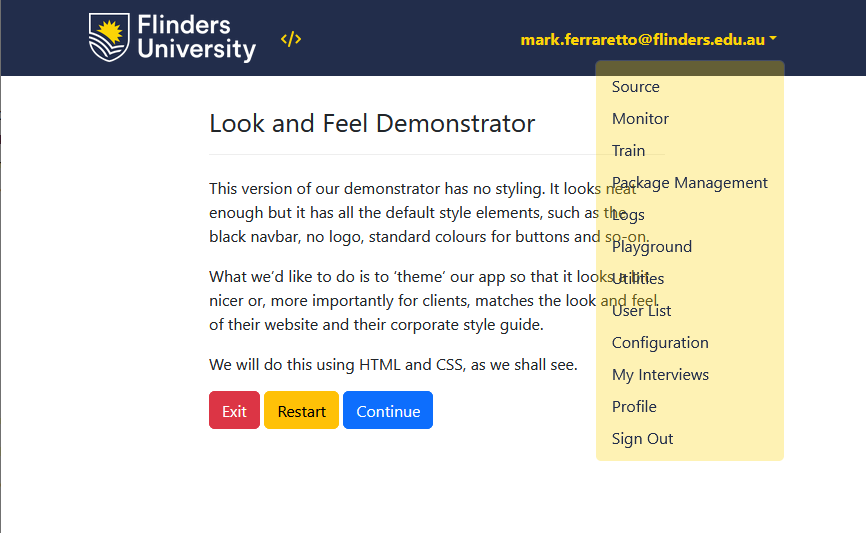 Flinders
University
</>
mark.ferraretto@flinders.edu.au
Source
Monitor
Train
Package Management
Logs
Playground
Utilities
User List
Configuration
My Interviews
Profile
Sign Out
Look and Feel Demonstrator
This version of our demonstrator has no styling. It looks neat
enough but it has all the default style elements, such as the
black navbar, no logo, standard colours for buttons and so-on.
What we’d like to do is to ‘theme’ our app so that it looks a bit
nicer or, more importantly for clients, matches the look and feel
of their website and their corporate style guide.
We will do this using HTML and CSS, as we shall see.
Exit
Restart
Continue